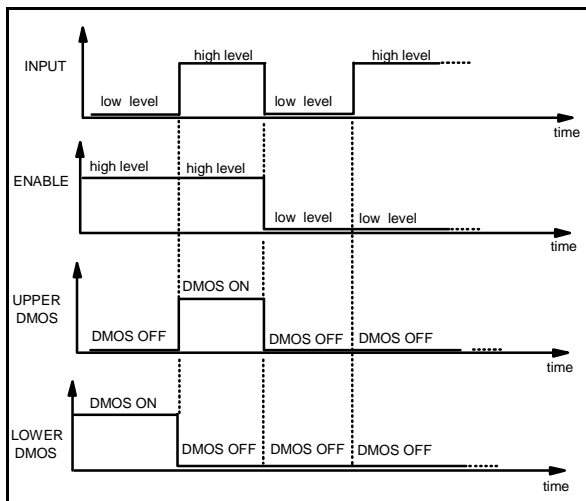 INPUT
high level
high level
low level
low level
time
ENABLE
high level
high level
low level
low level
time
UPPER
DMOS
DMOS ON
DMOS OFF
DMOS OFF
DMOS OFF
time
LOWER
DMOS
DMOS ON
DMOS OFF
DMOS OFF
DMOS OFF
time